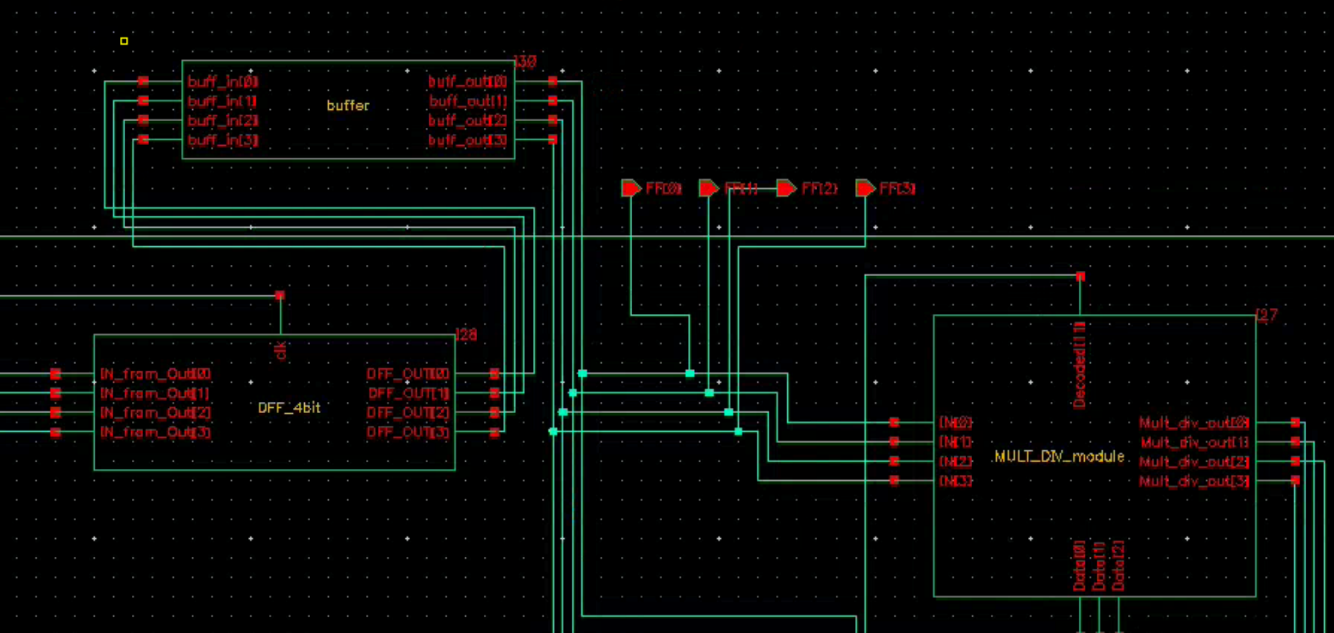 I30
buff_in[0]
buff_in[1]
buff_in[2]
buff_in[3]
buffer
buff_out[0]
buff_out[1]
buff_out[2]
buff_out[3]
FF[0]
FF[1]
FF[2]
FF[3]
I28
clk
IN_from_Out[0]
IN_from_Out[1]
IN_from_Out[2]
IN_from_Out[3]
DFF_4bit
DFF_OUT[0]
DFF_OUT[1]
DFF_OUT[2]
DFF_OUT[3]
I27
Decoded[1]
IN[0]
IN[1]
IN[2]
IN[3]
MULT_DIV_module
Mult_div_out[0]
Mult_div_out[1]
Mult_div_out[2]
Mult_div_out[3]
Data[0]
Data[1]
Data[2]